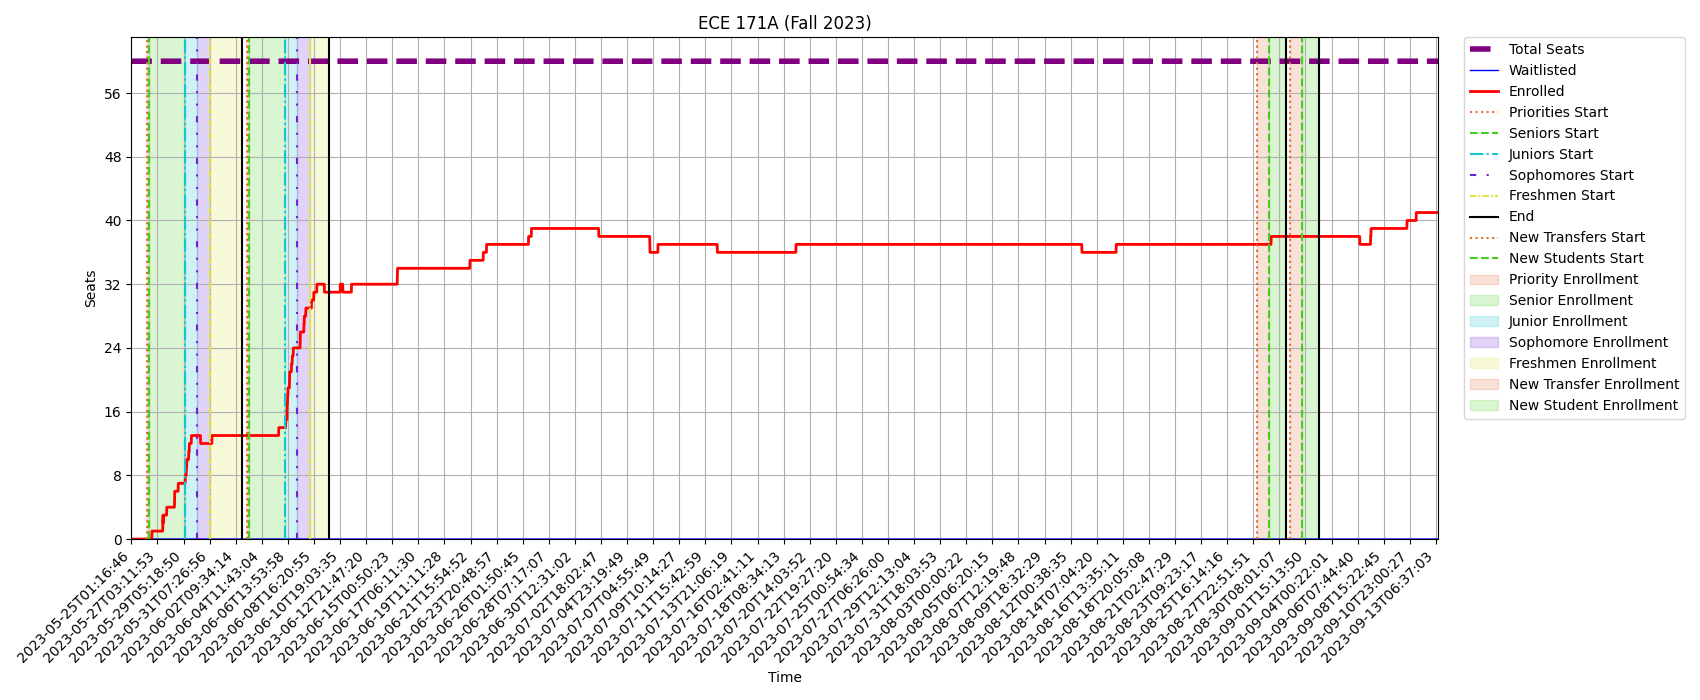 ECE 171A (Fall 2023)
Seats
56
48
40
32
24
16
8
0
2023-05-25T01:16:46
2023-05-27T03:11:53
2023-05-29T05:18:50
2023-05-31T07:26:56
2023-06-02T09:34:14
2023-06-04T11:43:04
2023-06-06T13:53:58
2023-06-08T16:20:55
2023-06-10T19:03:35
2023-06-12T21:47:20
2023-06-15T00:50:23
2023-06-17T06:11:30
2023-06-19T11:11:28
2023-06-21T15:54:52
2023-06-23T20:48:57
2023-06-26T01:50:45
2023-06-28T07:17:07
2023-06-30T12:31:02
2023-07-02T18:02:47
2023-07-04T23:19:49
2023-07-07T04:55:49
2023-07-09T10:14:27
2023-07-11T15:42:59
2023-07-13T21:06:19
2023-07-16T02:41:11
2023-07-18T08:34:13
2023-07-20T14:03:52
2023-07-22T19:27:20
2023-07-25T00:54:34
2023-07-27T06:26:00
2023-07-29T12:13:04
2023-07-31T18:03:53
2023-08-03T00:00:22
2023-08-05T06:20:15
2023-08-07T12:19:48
2023-08-09T18:32:29
2023-08-12T00:38:35
2023-08-14T07:04:20
2023-08-16T13:35:11
2023-08-18T20:05:08
2023-08-21T02:47:29
2023-08-23T09:23:17
2023-08-25T16:14:16
2023-08-27T22:51:51
2023-08-30T08:01:07
2023-09-01T15:13:50
2023-09-04T00:22:01
2023-09-06T07:44:40
2023-09-08T15:22:45
2023-09-10T23:00:27
2023-09-13T06:37:03
Time
Total Seats
Waitlisted
Enrolled
Priorities Start
Seniors Start
Juniors Start
Sophomores Start
Freshmen Start
End
New Transfers Start
New Students Start
Priority Enrollment
Senior Enrollment
Junior Enrollment
Sophomore Enrollment
Freshmen Enrollment
New Transfer Enrollment
New Student Enrollment